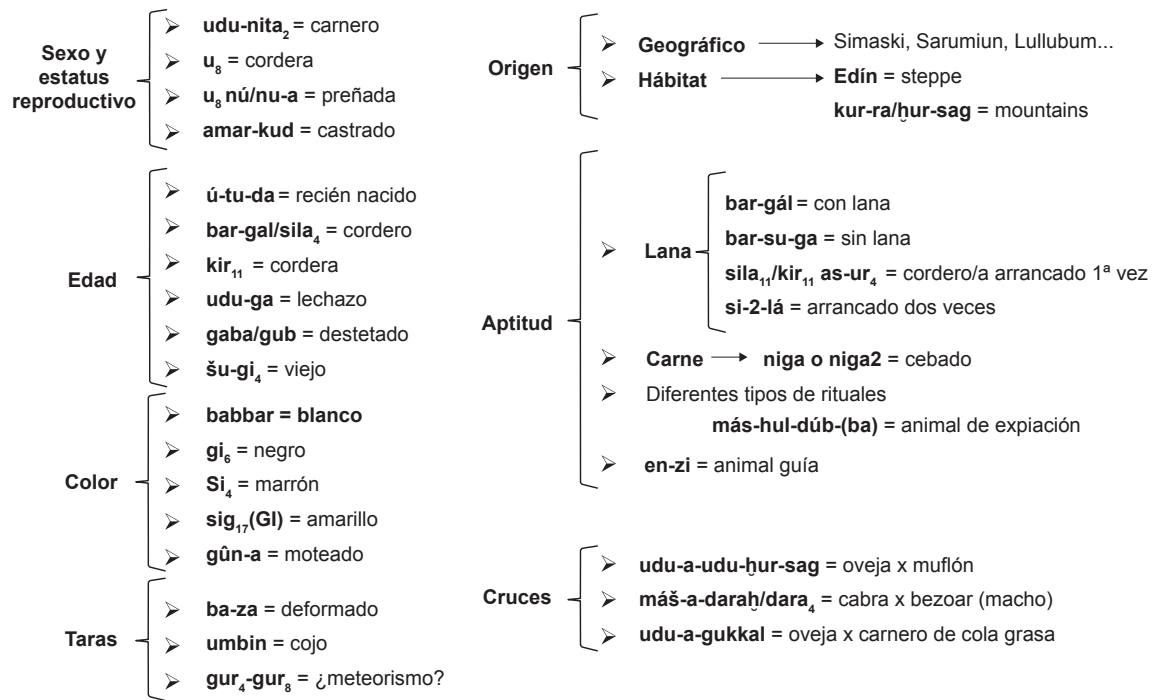 Sexo y
estatus
reproductivo
udu-nita₂ = carnero
u₈ = cordera
u₈ nú/nu-a = preñada
amar-kud = castrado
Edad
ú-tu-da = recién nacido
bar-gal/sila₄ = cordero
kir₁₁ = cordera
udu-ga = lechazo
gaba/gub = destetado
šu-gi₄ = viejo
Color
babbar = blanco
gi₆ = negro
Si₄ = marrón
sig₁₇(GI) = amarillo
gûn-a = moteado
Taras
ba-za = deformado
umbin = cojo
gur₄-gur₈ = ¿meteorismo?
Origen
Geográfico → Simaski, Sarumiun, Lullubum...
Hábitat → Edín = steppe
kur-ra/ḫur-sag = mountains
Aptitud
Lana
bar-gál = con lana
bar-su-ga = sin lana
sila₁₁/kir₁₁ as-ur₄ = cordero/a arrancado 1ª vez
si-2-lá = arrancado dos veces
Carne → niga o niga2 = cebado
Diferentes tipos de rituales
más-hul-dúb-(ba) = animal de expiación
en-zi = animal guía
Cruces
udu-a-udu-ḫur-sag = oveja x muflón
máš-a-daraḫ/dara₄ = cabra x bezoar (macho)
udu-a-gukkal = oveja x carnero de cola grasa